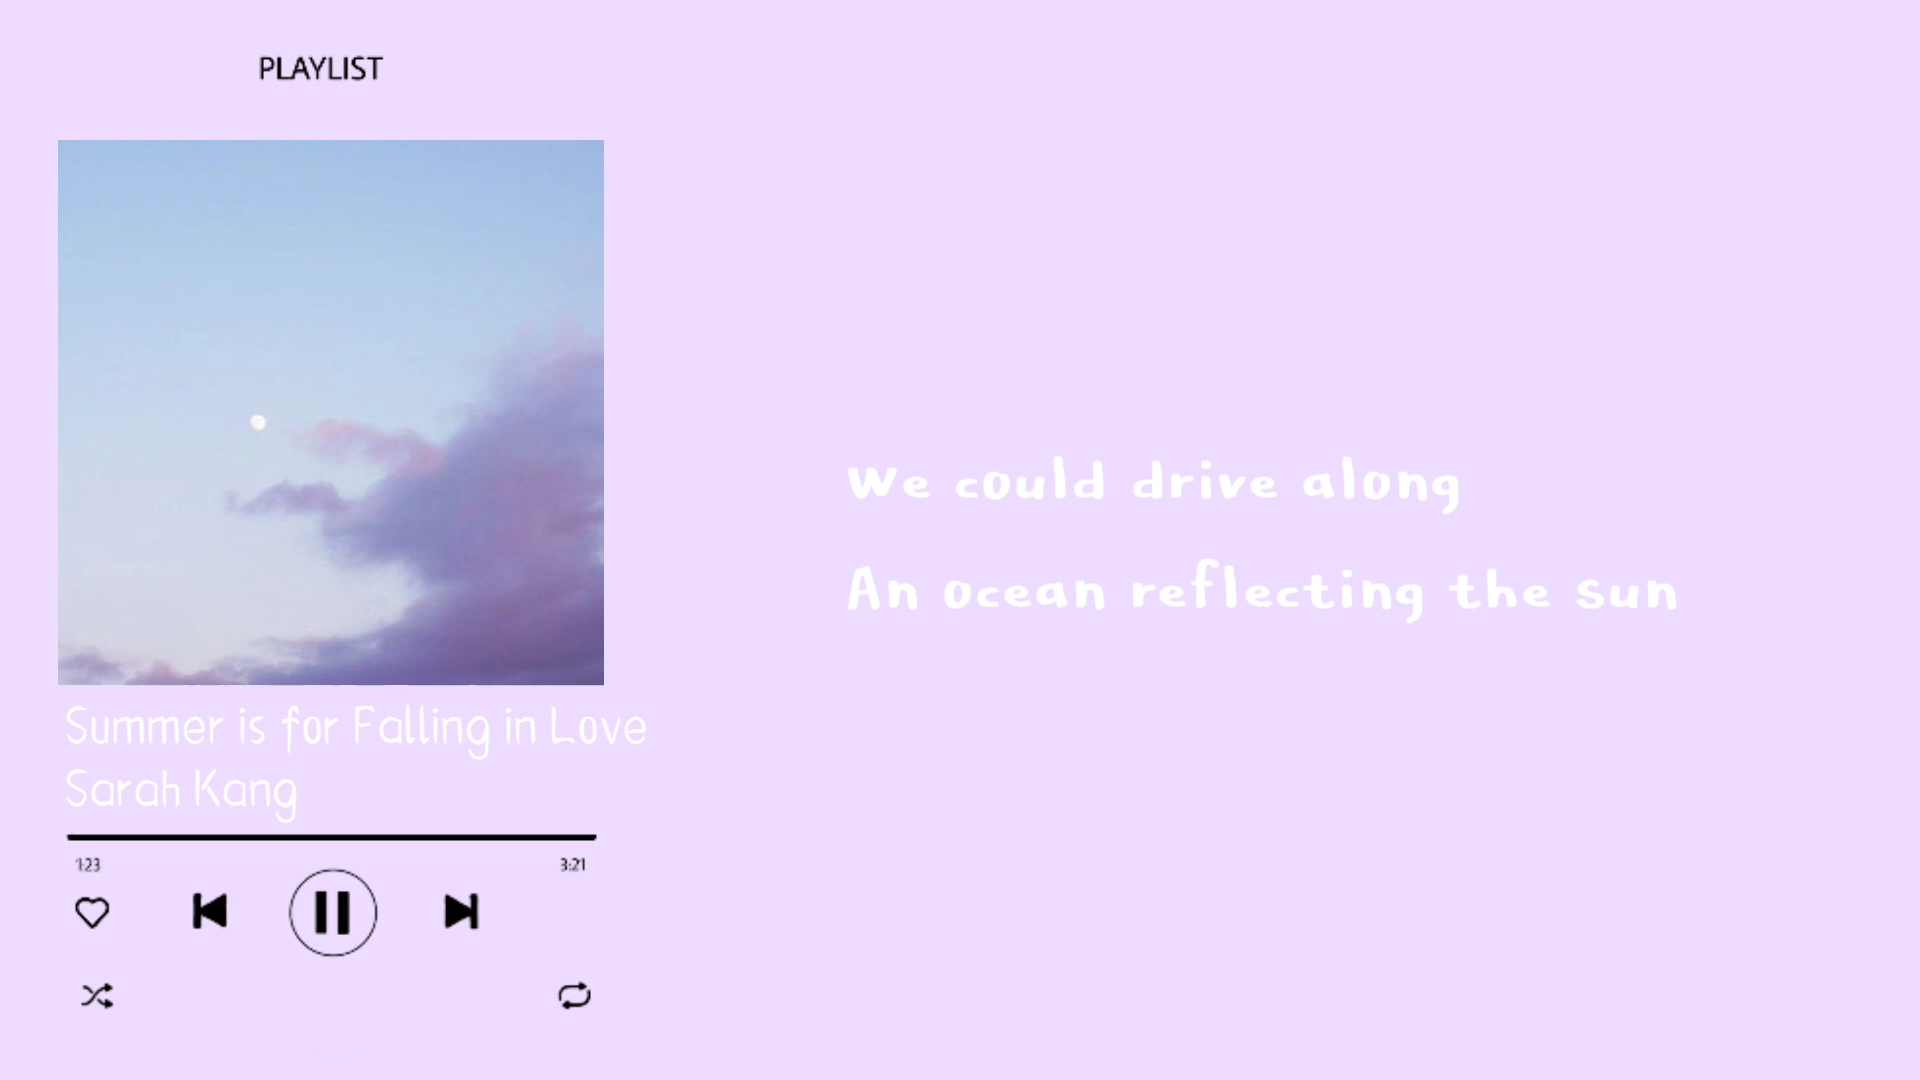 PLAYLIST
Summer is for Falling in Love
Sarah Kang
1:23
3:21
We could drive along
An ocean reflecting the sun